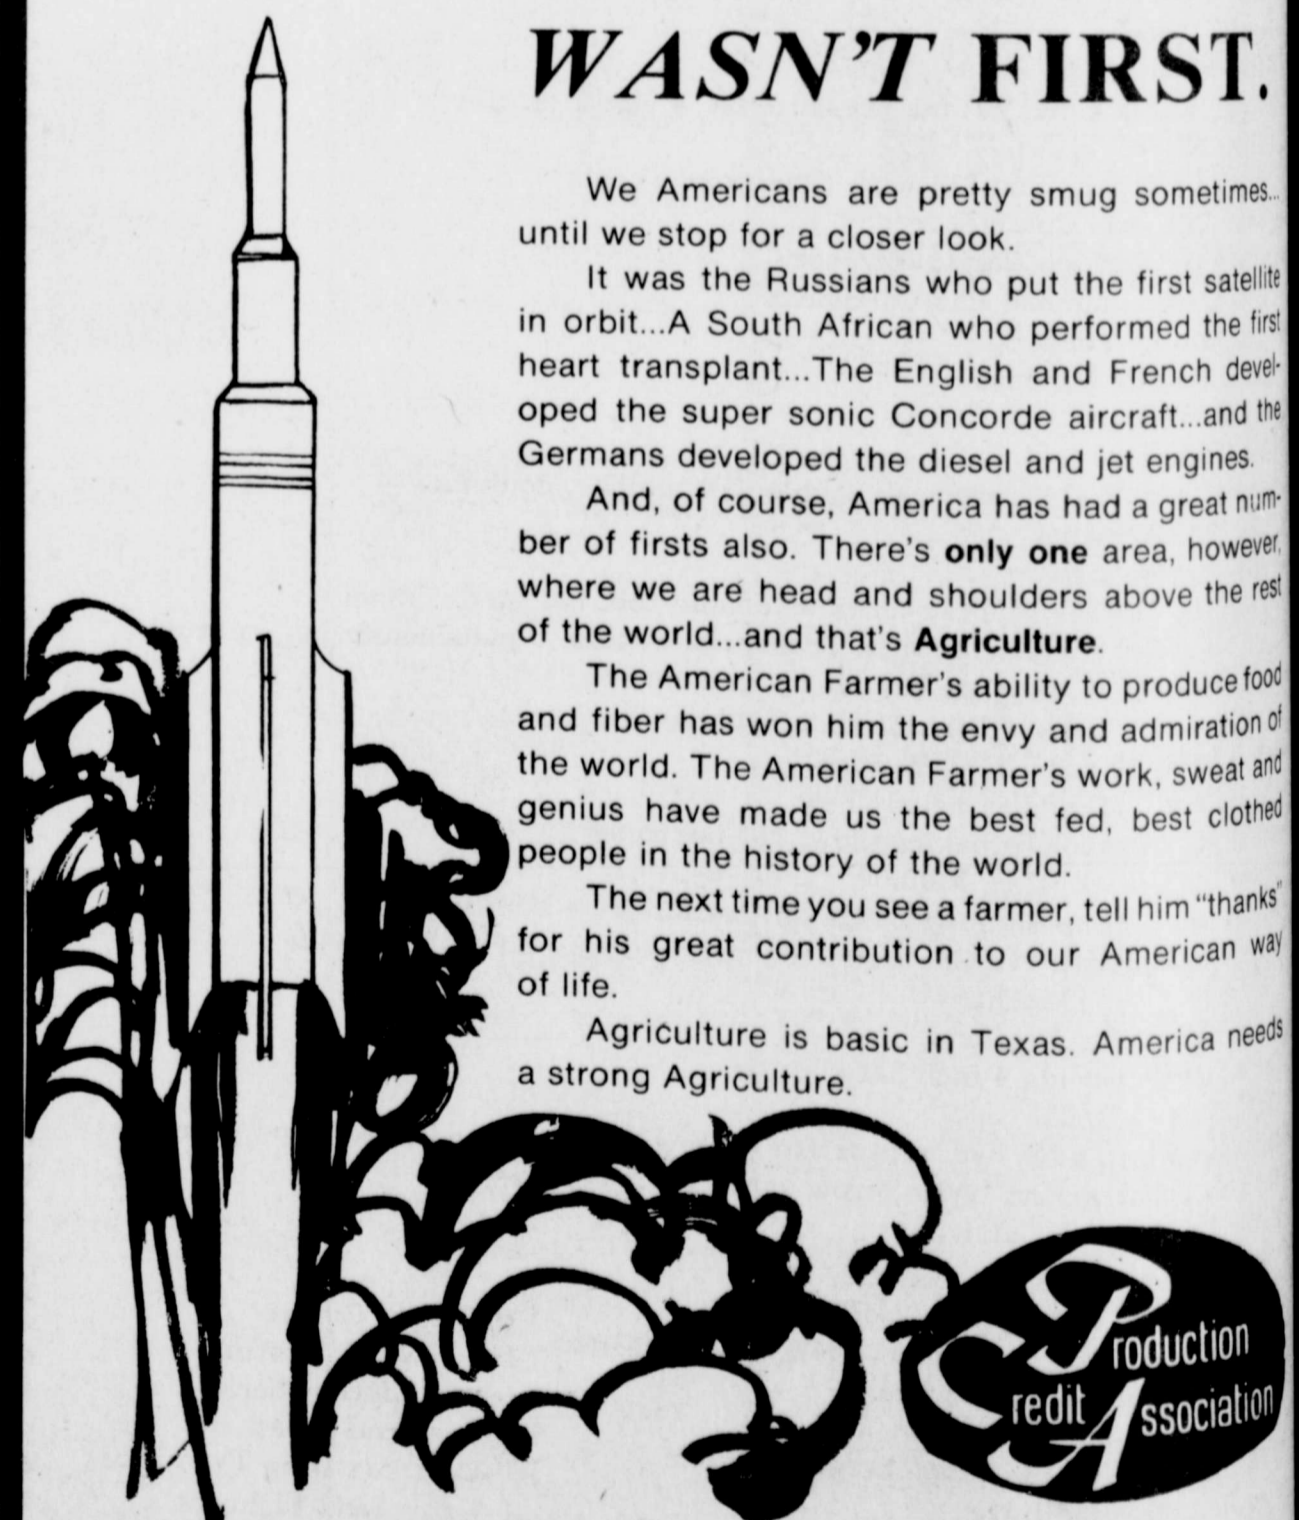 WASN'T FIRST.
We Americans are pretty smug sometimes...
until we stop for a closer look.
It was the Russians who put the first satellite
in orbit...A South African who performed the first
heart transplant...The English and French devel-
oped the super sonic Concorde aircraft...and the
Germans developed the diesel and jet engines.
And, of course, America has had a great num-
ber of firsts also. There's only one area, however,
where we are head and shoulders above the rest
of the world...and that's Agriculture.
The American Farmer's ability to produce food
and fiber has won him the envy and admiration of
the world. The American Farmer's work, sweat and
genius have made us the best fed, best clothed
people in the history of the world.
The next time you see a farmer, tell him "thanks"
for his great contribution to our American way
of life.
Agriculture is basic in Texas. America needs
a strong Agriculture.
Production
Credit Association